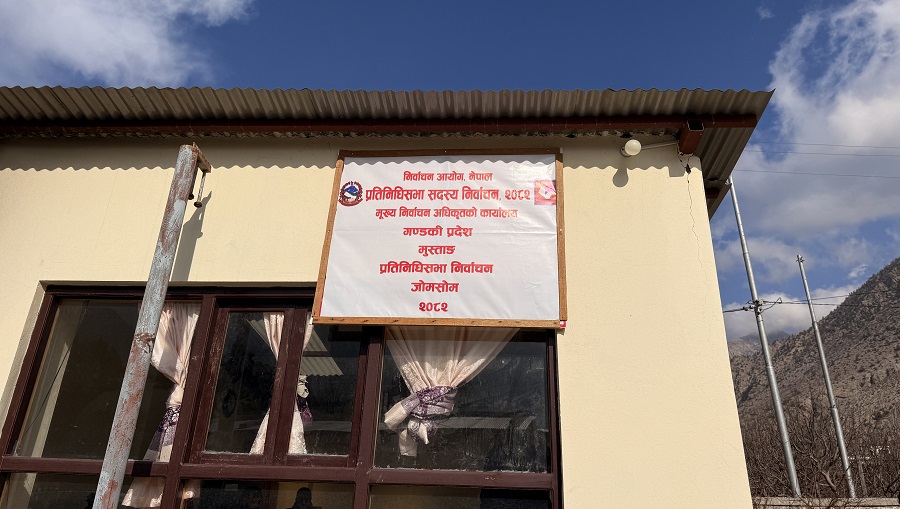 निर्वाचन आयोग, नेपाल
प्रतिनिधिसभा सदस्य निर्वाचन, २०८२
मूख्य निर्वाचन अधिकृतको कार्यालय
गण्डकी प्रदेश
मुस्ताङ
प्रतिनिधिसभा निर्वाचन
जोमसोम
२०८२